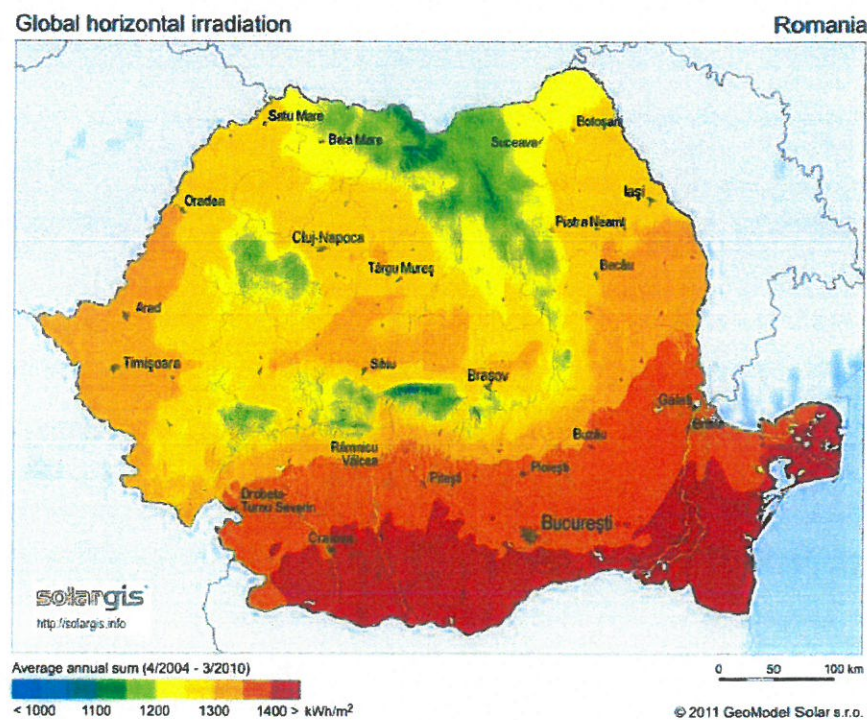 Global horizontal irradiation
Romania
Satu Mare
Baia Mare
Suceava
Botoşani
Oradea
Iaşi
Cluj-Napoca
Piatra Neamţ
Târgu Mureş
Bacău
Arad
Timişoara
Sibiu
Braşov
Galaţi
Brăila
Râmnicu
Vâlcea
Buzău
Piteşti
Ploieşti
Drobeta-
Turnu Severin
Bucureşti
Craiova
solargis
http://solargis.info
Average annual sum (4/2004 - 3/2010)
0 50 100 km
< 1000 1100 1200 1300 1400 > kWh/m²
© 2011 GeoModel Solar s.r.o.